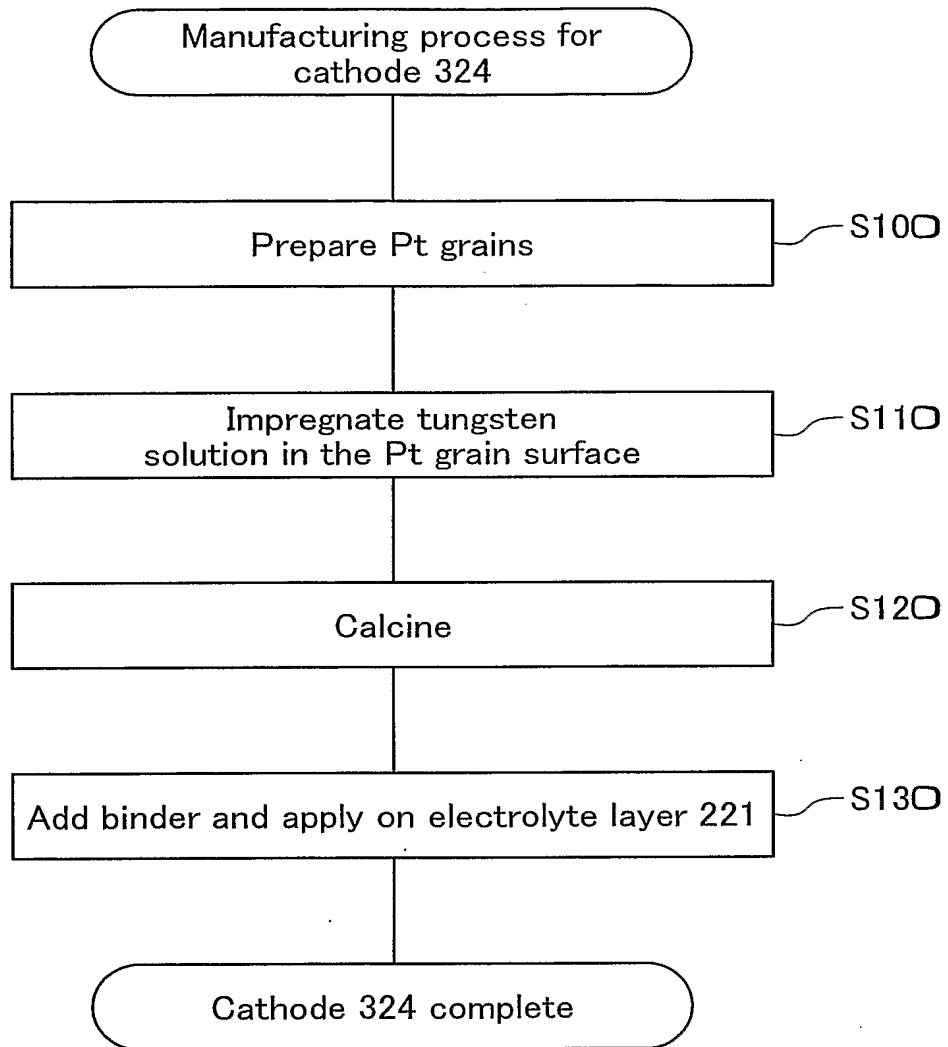 Manufacturing process for
cathode 324
Prepare Pt grains
S100
Impregnate tungsten
solution in the Pt grain surface
S110
Calcine
S120
Add binder and apply on electrolyte layer 221
S130
Cathode 324 complete